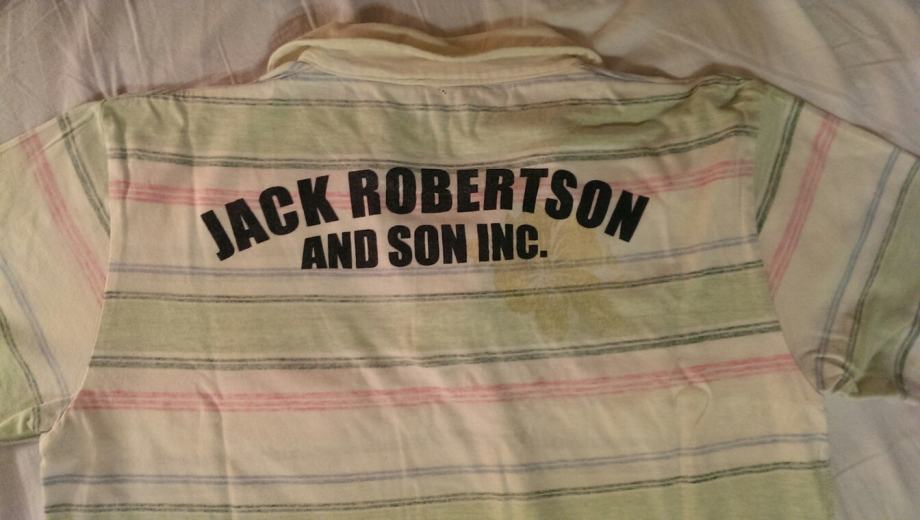 JACK ROBERTSON
AND SON INC.